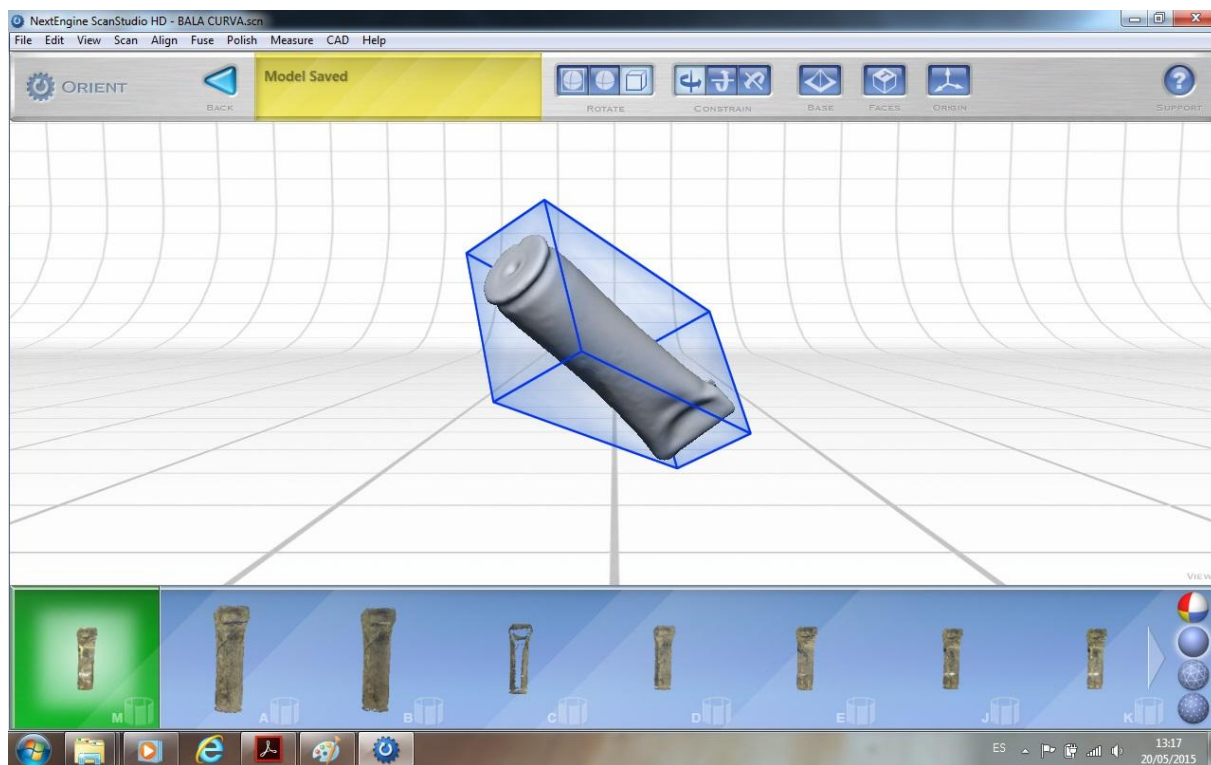 NextEngine ScanStudio HD - BALA CURVA.scn
File Edit View Scan Align Fuse Polish Measure CAD Help
ORIENT
BACK
Model Saved
ROTATE
CONSTRAIN
BASE
FACES
ORIGIN
?
SUPPORT
VIEW
M A B C D E J K
ES 13:17
20/05/2015